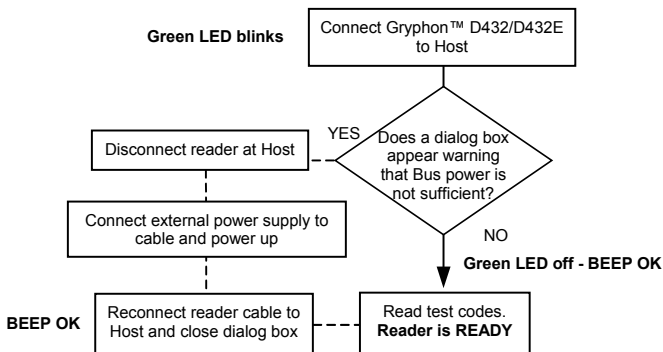 Green LED blinks
Connect Gryphon™ D432/D432E
to Host
YES
Does a dialog box
appear warning
that Bus power is
not sufficient?
Disconnect reader at Host
Connect external power supply to
cable and power up
NO
Green LED off - BEEP OK
BEEP OK
Reconnect reader cable to
Host and close dialog box
Read test codes.
Reader is READY